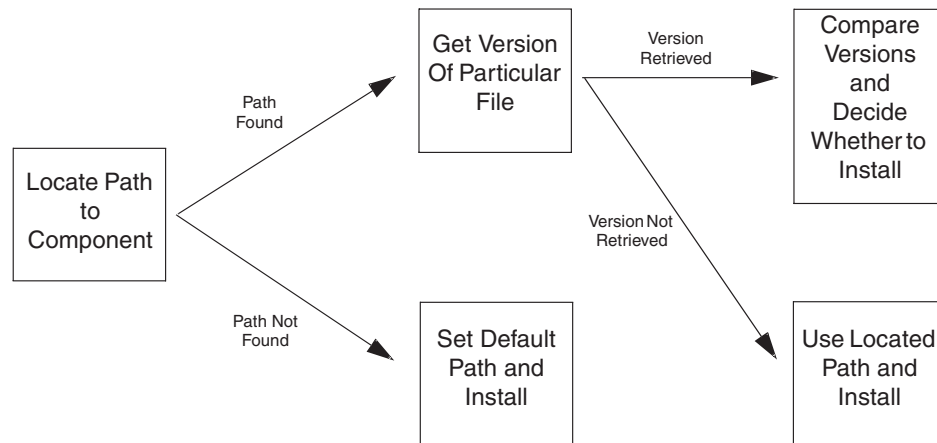 Locate Path
to
Component
Path
Found
Path Not
Found
Get Version
Of Particular
File
Set Default
Path and
Install
Version
Retrieved
Version Not
Retrieved
Compare
Versions
and
Decide
Whether to
Install
Use Located
Path and
Install